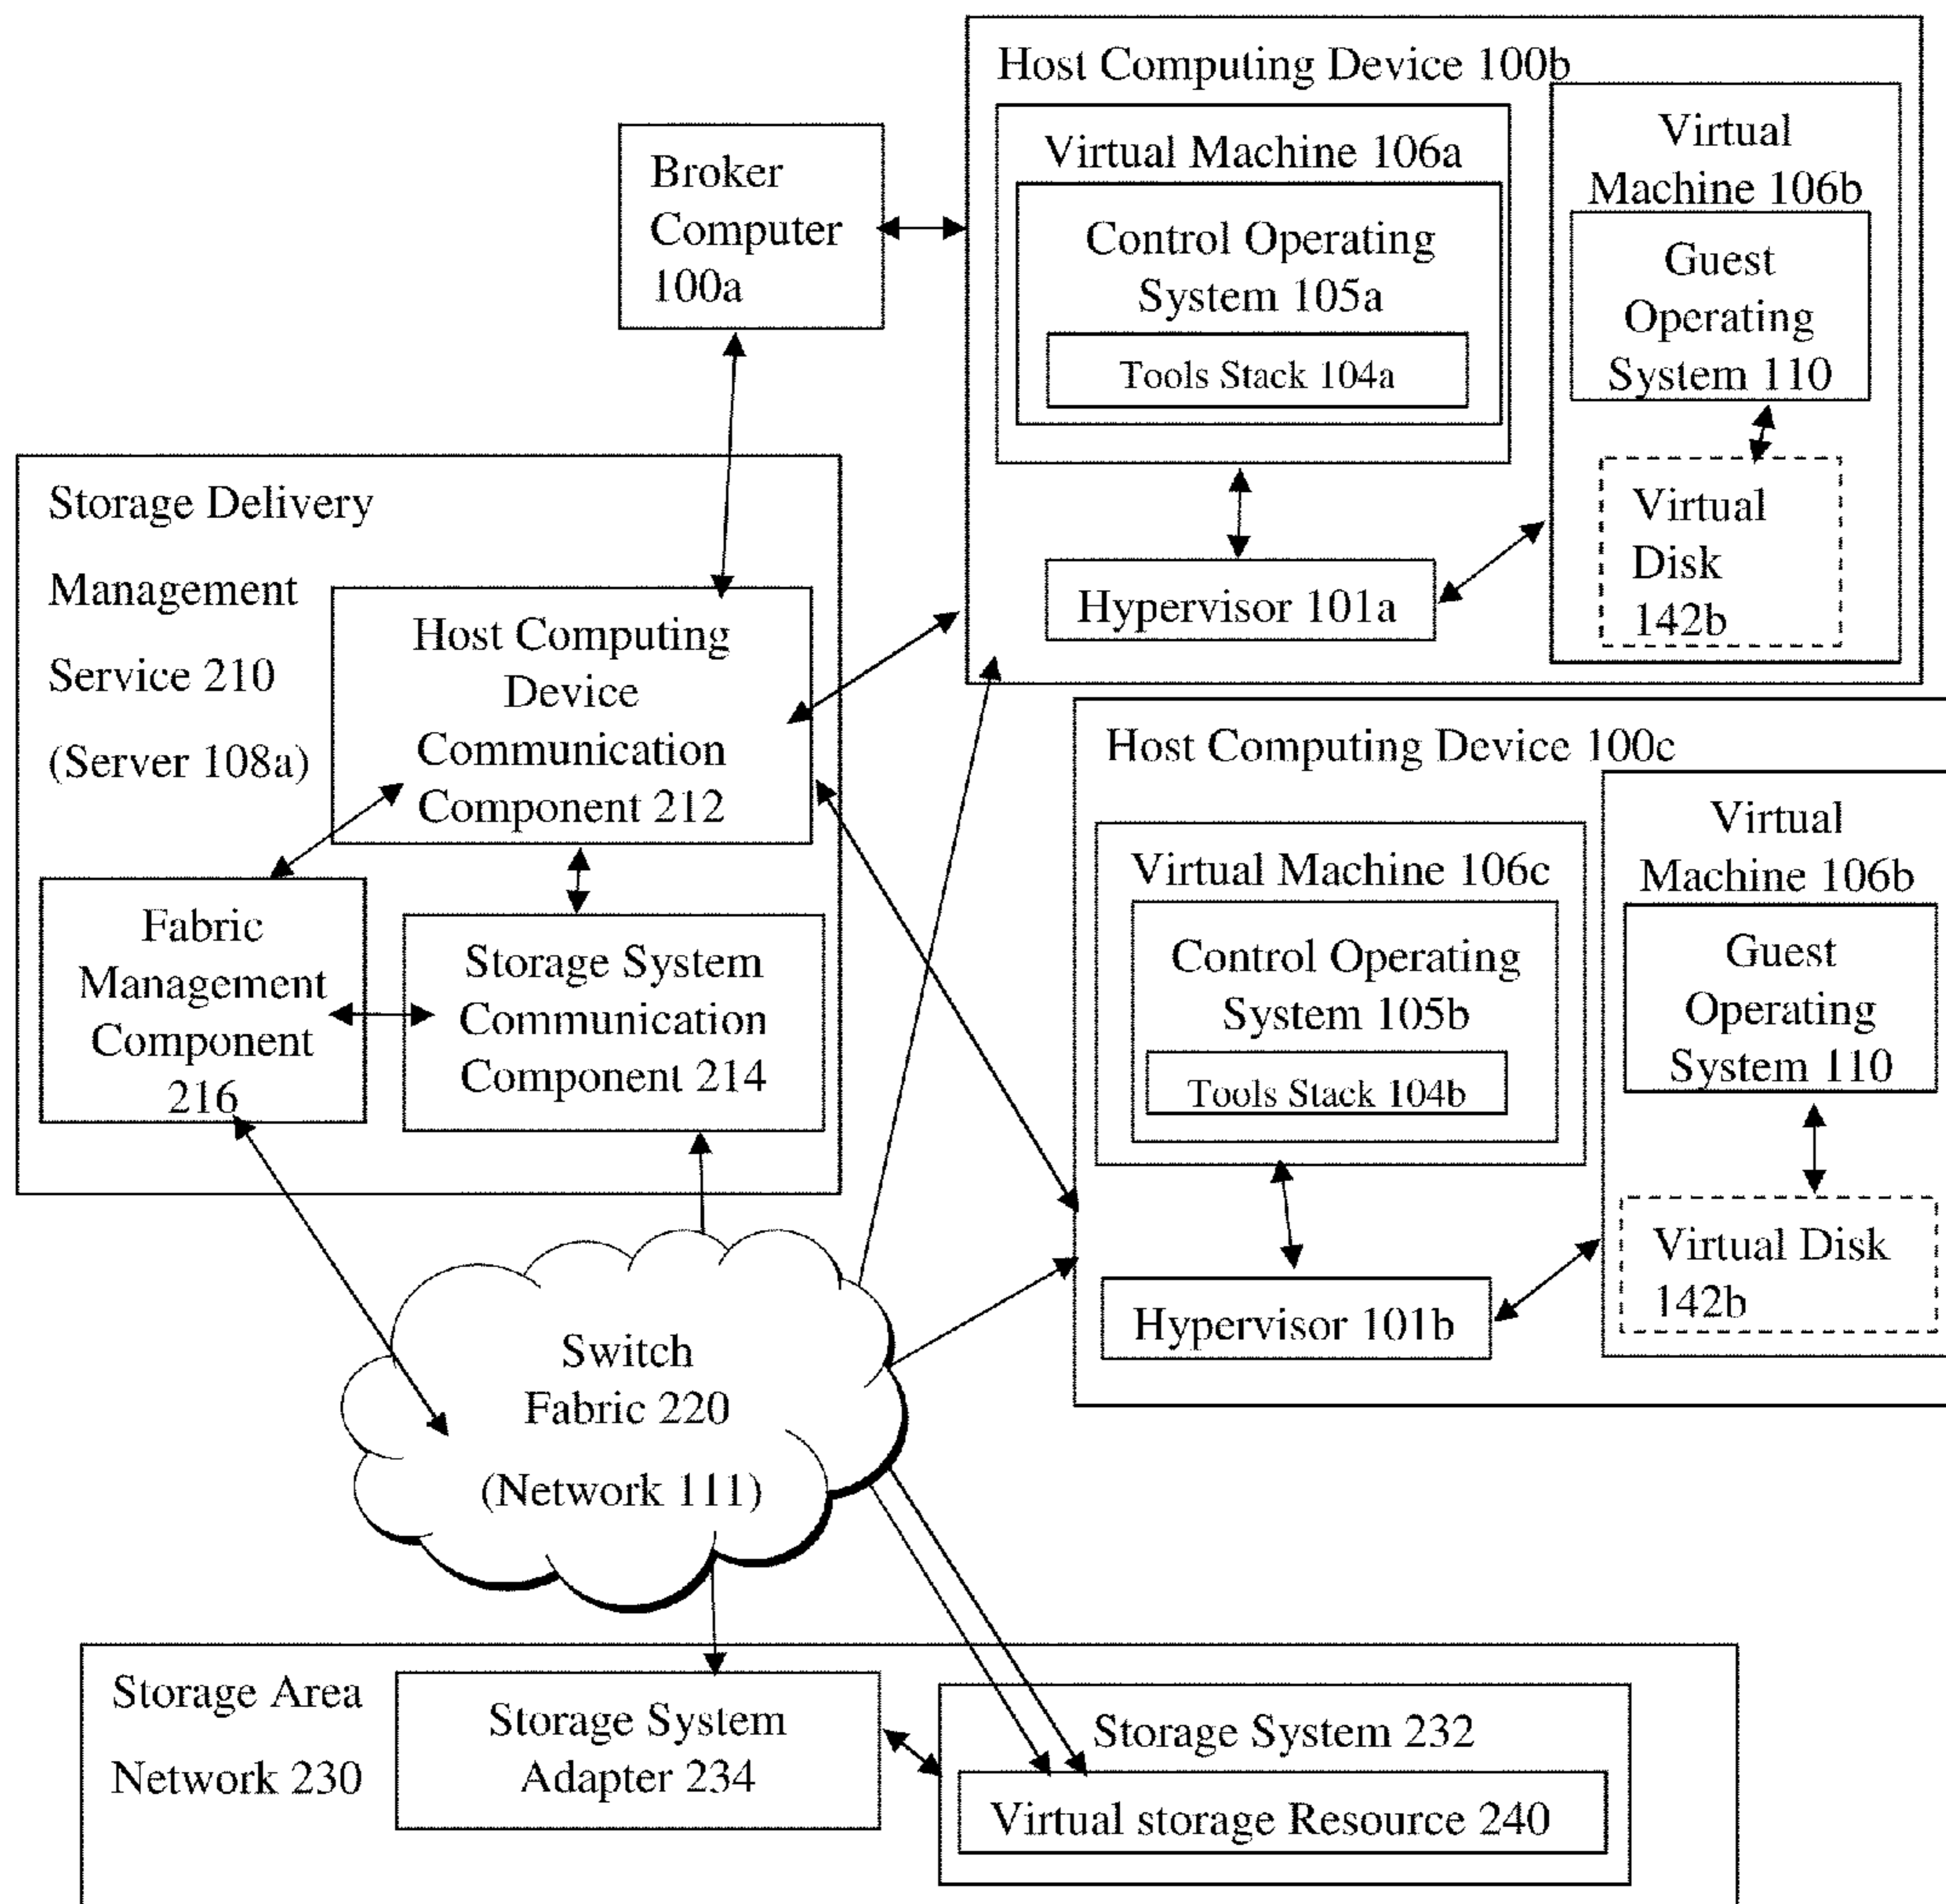 Host Computing Device 100b
Virtual Machine 106a
Control Operating
System 105a
Tools Stack 104a
Hypervisor 101a
Virtual
Machine 106b
Guest
Operating
System 110
Virtual
Disk
142b
Broker
Computer
100a
Storage Delivery
Management
Service 210
(Server 108a)
Host Computing
Device
Communication
Component 212
Fabric
Management
Component
216
Storage System
Communication
Component 214
Host Computing Device 100c
Virtual Machine 106c
Control Operating
System 105b
Tools Stack 104b
Hypervisor 101b
Virtual
Machine 106b
Guest
Operating
System 110
Virtual Disk
142b
Switch
Fabric 220
(Network 111)
Storage Area
Network 230
Storage System
Adapter 234
Storage System 232
Virtual storage Resource 240